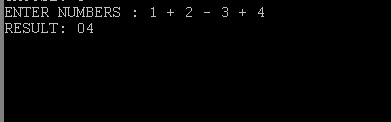 ENTER NUMBERS : 1 + 2 - 3 + 4
RESULT: 04